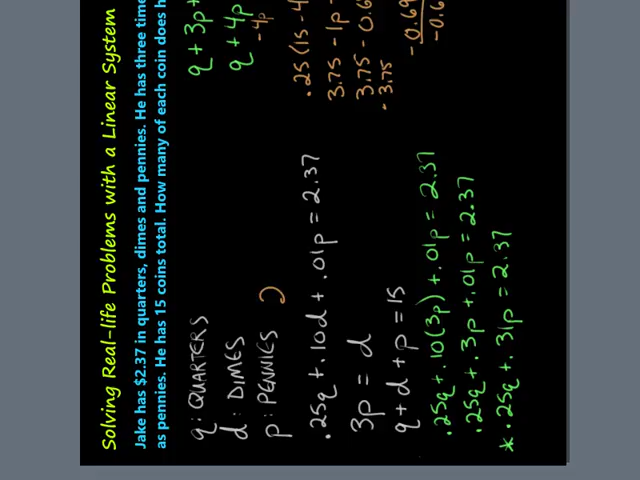 Solving Real-life Problems with a Linear System
Jake has $2.37 in quarters, dimes and pennies. He has three
as pennies. He has 15 coins total. How many of each coin does
q: QUARTERS
d: DIMES
p: PENNIES 2
.25q + .10d + .01p = 2.37
3p = d
q + d + p = 15
.25q + .10(3p) + .01p = 2.37
.25q + .3p + .01p = 2.37
* .25q + .31p = 2.37
q + 3p +
q + 4p
-4p
.25(15 - 4
3.75 - 1p
3.75 - 0.6
- 3.75
-0.69
-0.6